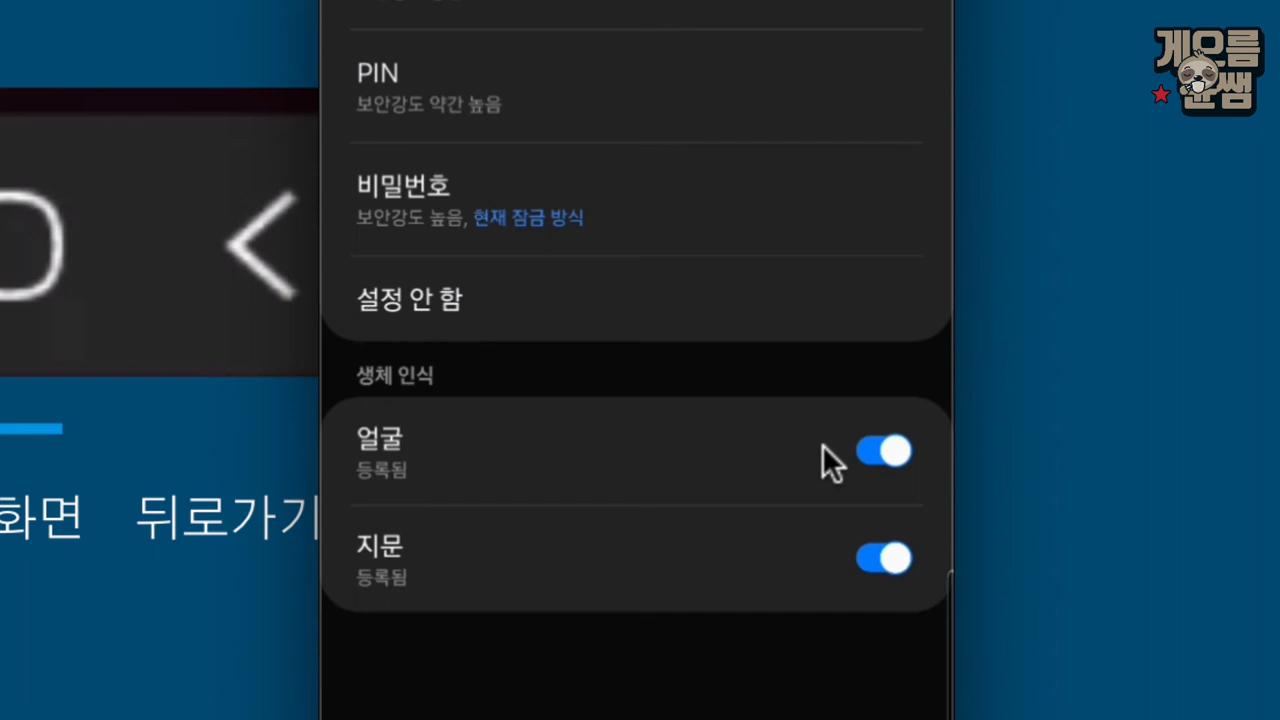 게으름
균쌤
PIN
보안강도 약간 높음
비밀번호
보안강도 높음, 현재 잠금 방식
설정 안 함
생체 인식
얼굴
등록됨
지문
등록됨
화면 뒤로가기